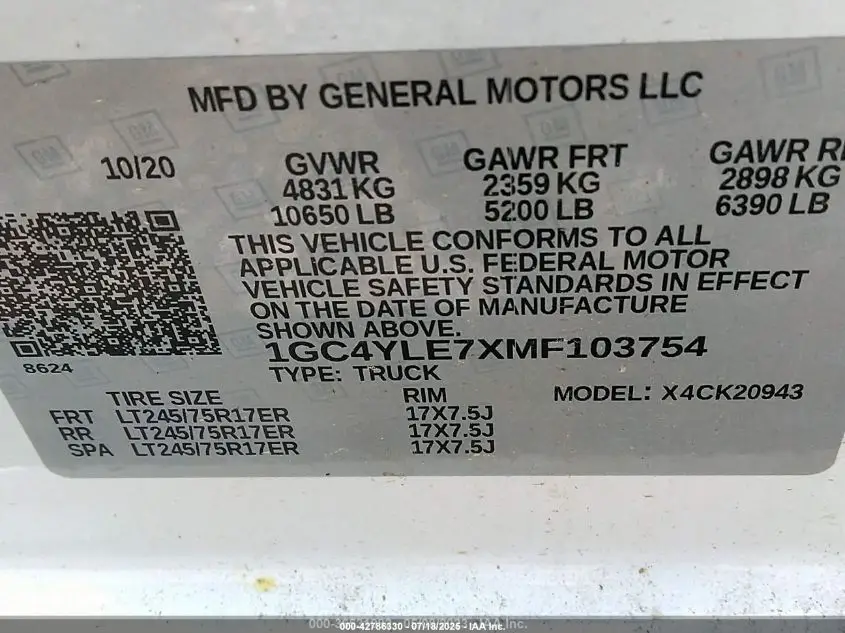 MFD BY GENERAL MOTORS LLC
10/20 GVWR GAWR FRT GAWR
4831 KG 2359 KG 2898 KG
10650 LB 5200 LB 6390 LB
THIS VEHICLE CONFORMS TO ALL
APPLICABLE U.S. FEDERAL MOTOR
VEHICLE SAFETY STANDARDS IN EFFECT
ON THE DATE OF MANUFACTURE
SHOWN ABOVE.
1GC4YLE7XMF103754
8624
TYPE: TRUCK
TIRE SIZE RIM MODEL: X4CK20943
FRT LT245/75R17ER 17X7.5J
RR LT245/75R17ER 17X7.5J
SPA LT245/75R17ER 17X7.5J
000-42786330 - 07/18/2025 - IAA Inc.